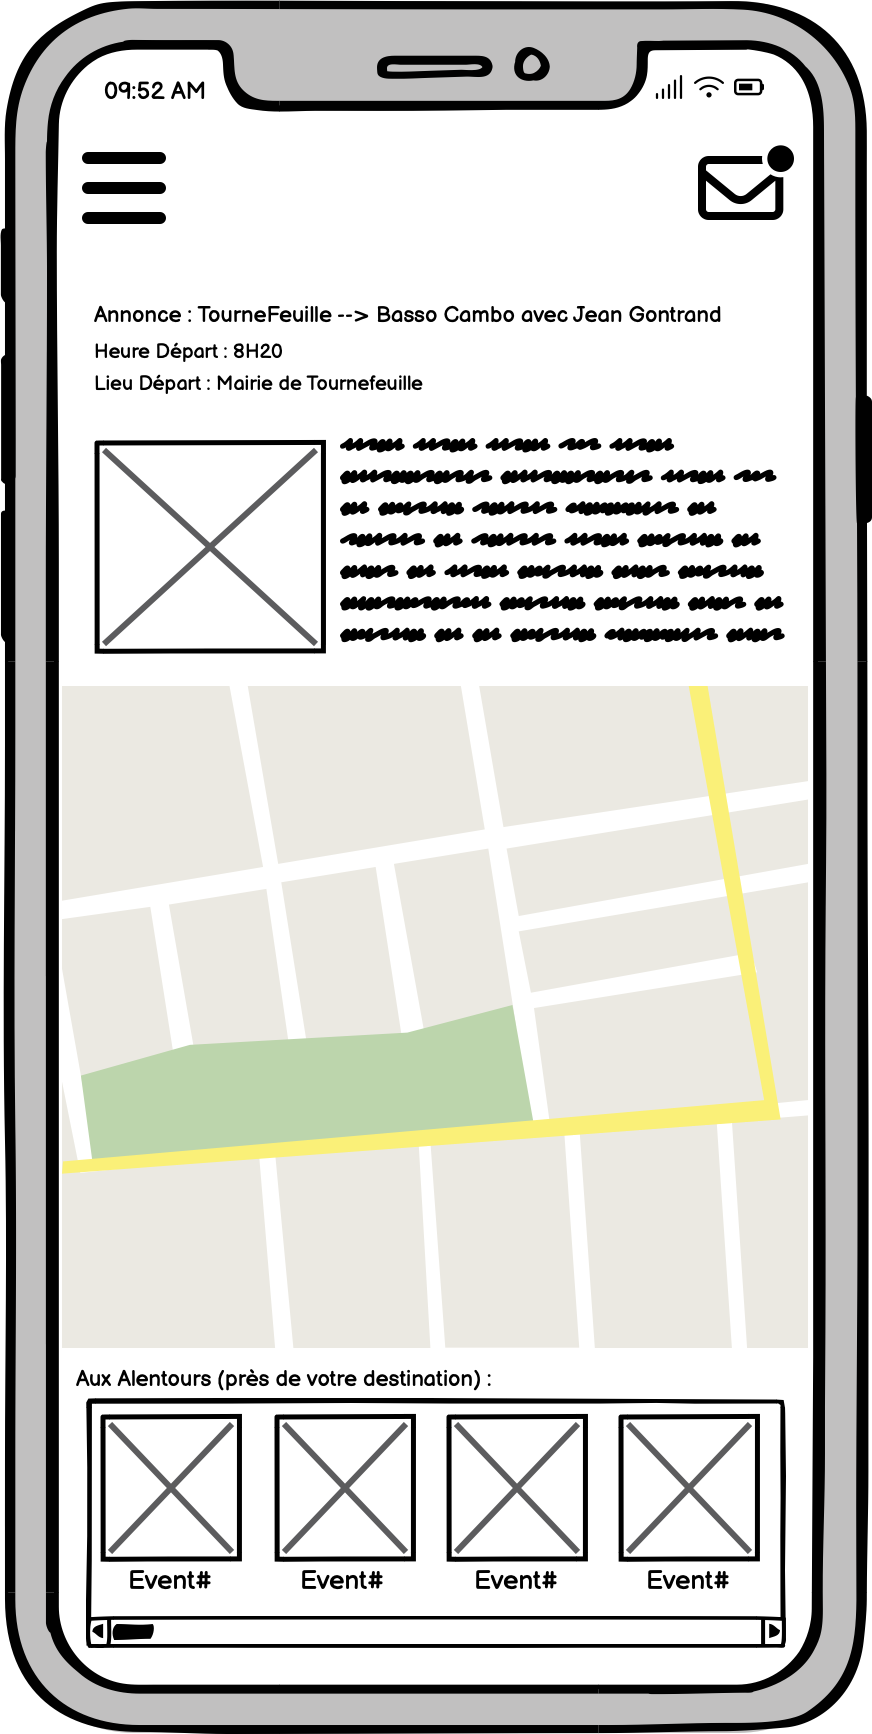 09:52 AM
Annonce : TourneFeuille --> Basso Cambo avec Jean Gontrand
Heure Départ : 8H20
Lieu Départ : Mairie de Tournefeuille
Aux Alentours (près de votre destination) :
Event# Event# Event# Event#